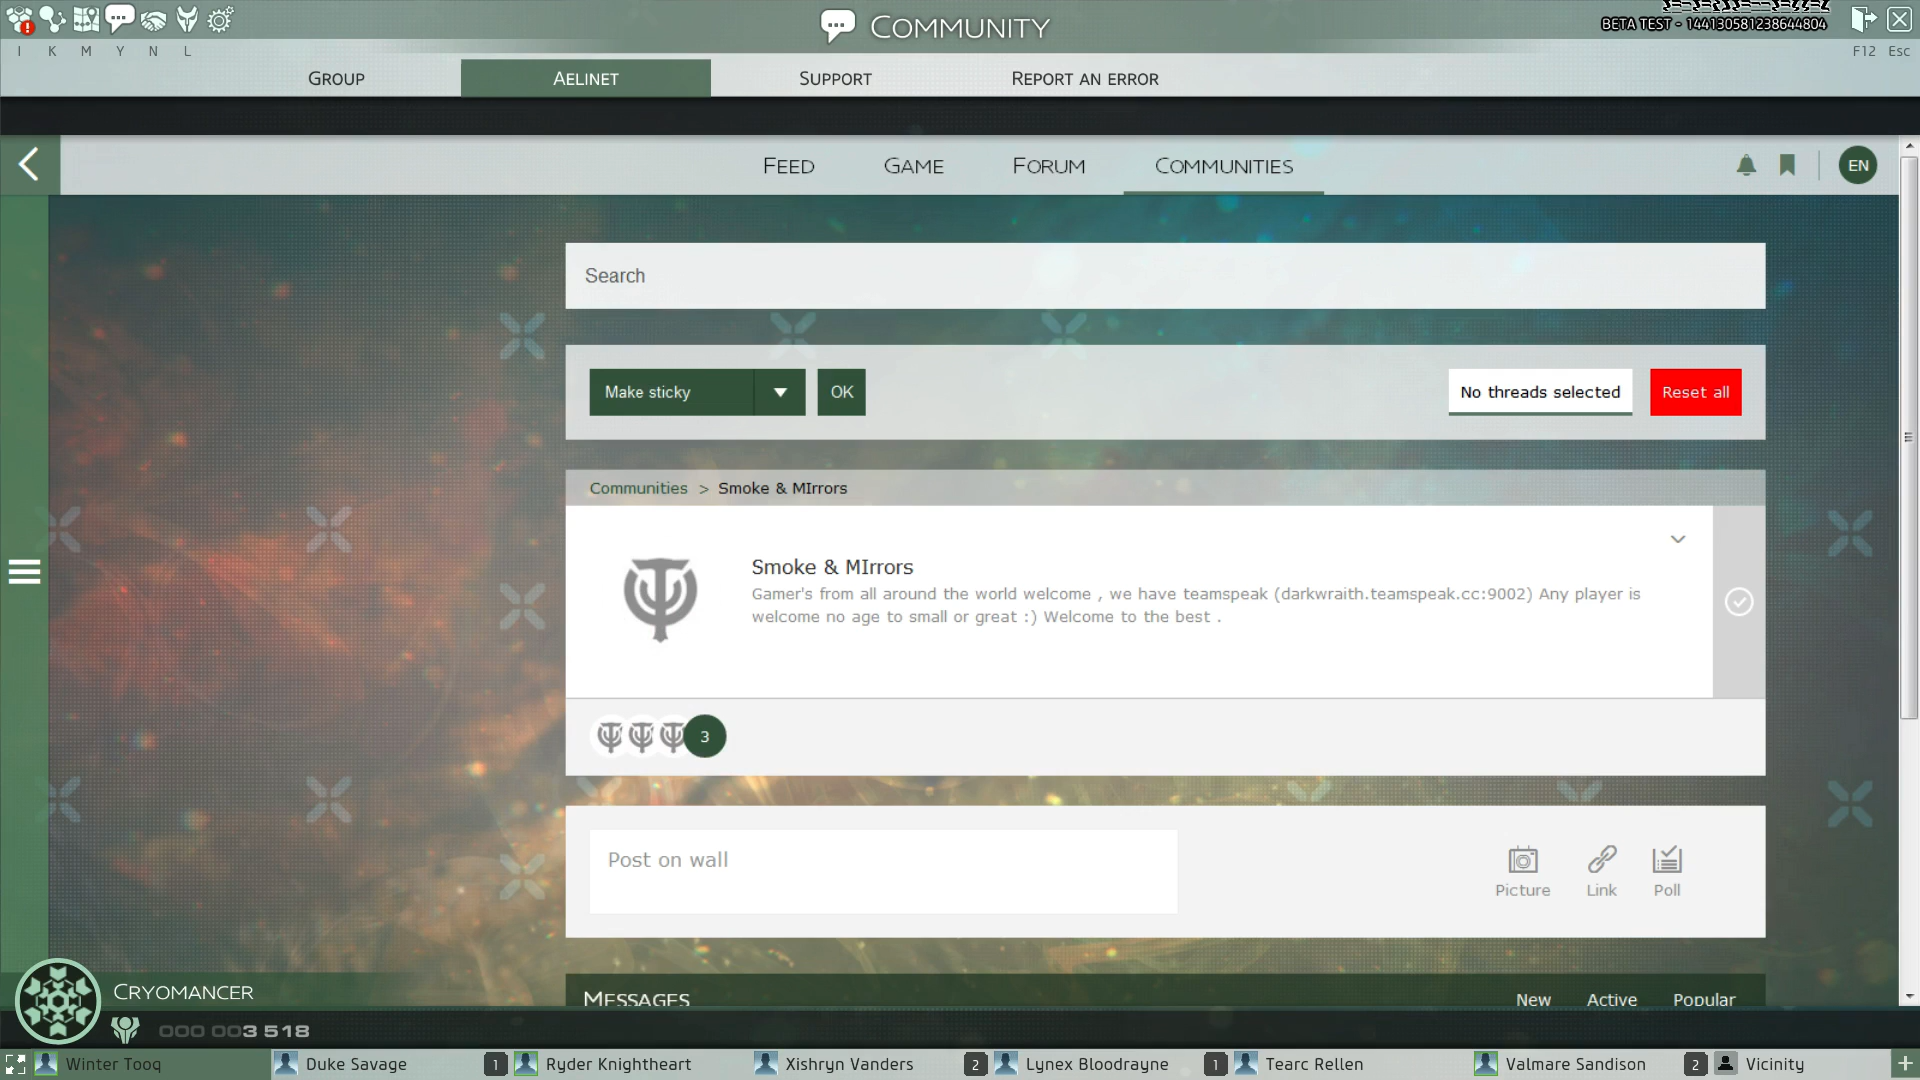 COMMUNITY
BETA TEST - 144130581238644804
I K M Y N L
F12 Esc
GROUP AELINET SUPPORT REPORT AN ERROR
FEED GAME FORUM COMMUNITIES
EN
Search
Make sticky OK No threads selected Reset all
Communities > Smoke & MIrrors
Smoke & MIrrors
Gamer's from all around the world welcome , we have teamspeak (darkwraith.teamspeak.cc:9002) Any player is
welcome no age to small or great :) Welcome to the best .
3
Post on wall
Picture Link Poll
MESSAGES New Active Popular
CRYOMANCER
000 003 518
Winter Tooq Duke Savage 1 Ryder Knightheart Xishryn Vanders 2 Lynex Bloodrayne 1 Tearc Rellen Valmare Sandison 2 Vicinity